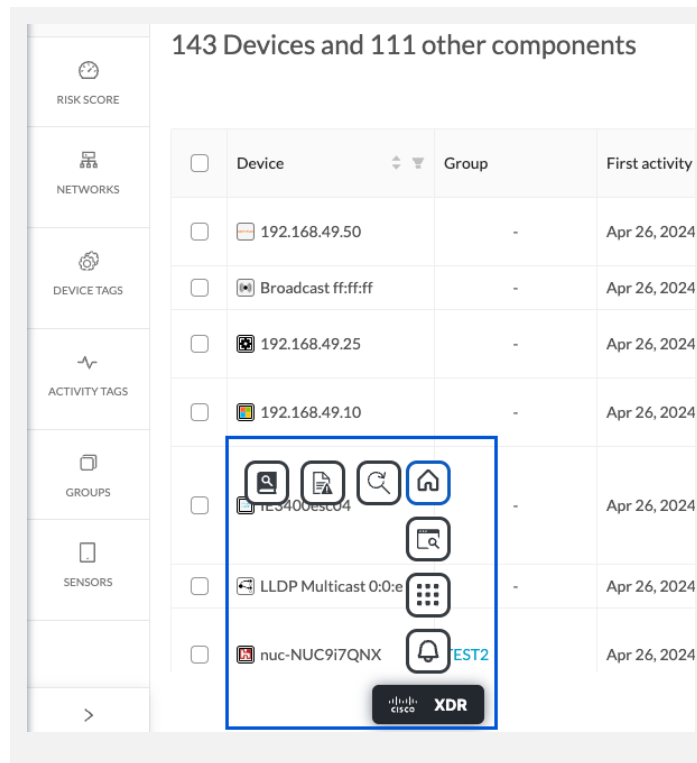 143 Devices and 111 other components
RISK SCORE
NETWORKS
DEVICE TAGS
ACTIVITY TAGS
GROUPS
SENSORS
Device Group First activity
192.168.49.50 - Apr 26, 2024
Broadcast ff:ff:ff - Apr 26, 2024
192.168.49.25 - Apr 26, 2024
192.168.49.10 - Apr 26, 2024
IE3400esc04 - Apr 26, 2024
LLDP Multicast 0:0:e - Apr 26, 2024
nuc-NUC9i7QNX TEST2 Apr 26, 2024
cisco XDR